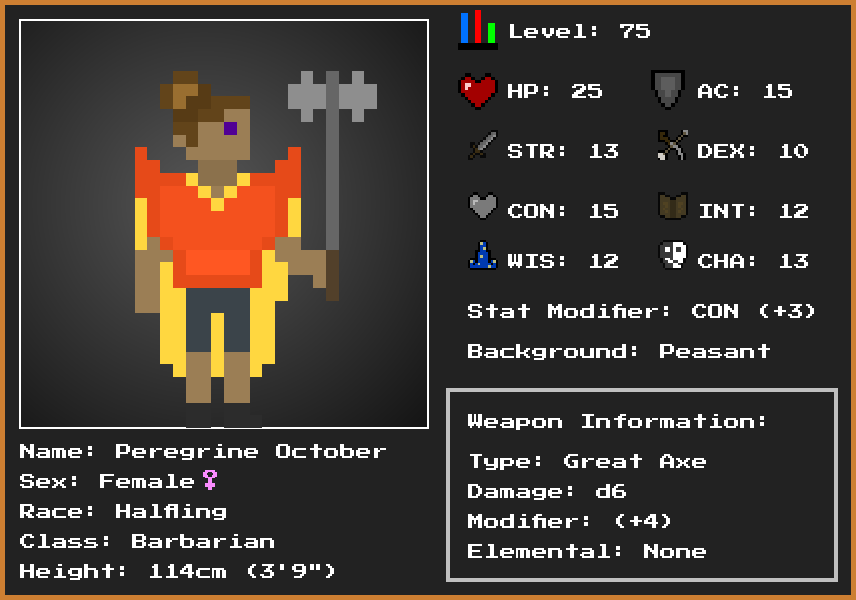 Level: 75
HP: 25 AC: 15
STR: 13 DEX: 10
CON: 15 INT: 12
WIS: 12 CHA: 13
Stat Modifier: CON (+3)
Background: Peasant
Weapon Information:
Type: Great Axe
Damage: d6
Modifier: (+4)
Elemental: None
Name: Peregrine October
Sex: Female♀
Race: Halfling
Class: Barbarian
Height: 114cm (3'9")